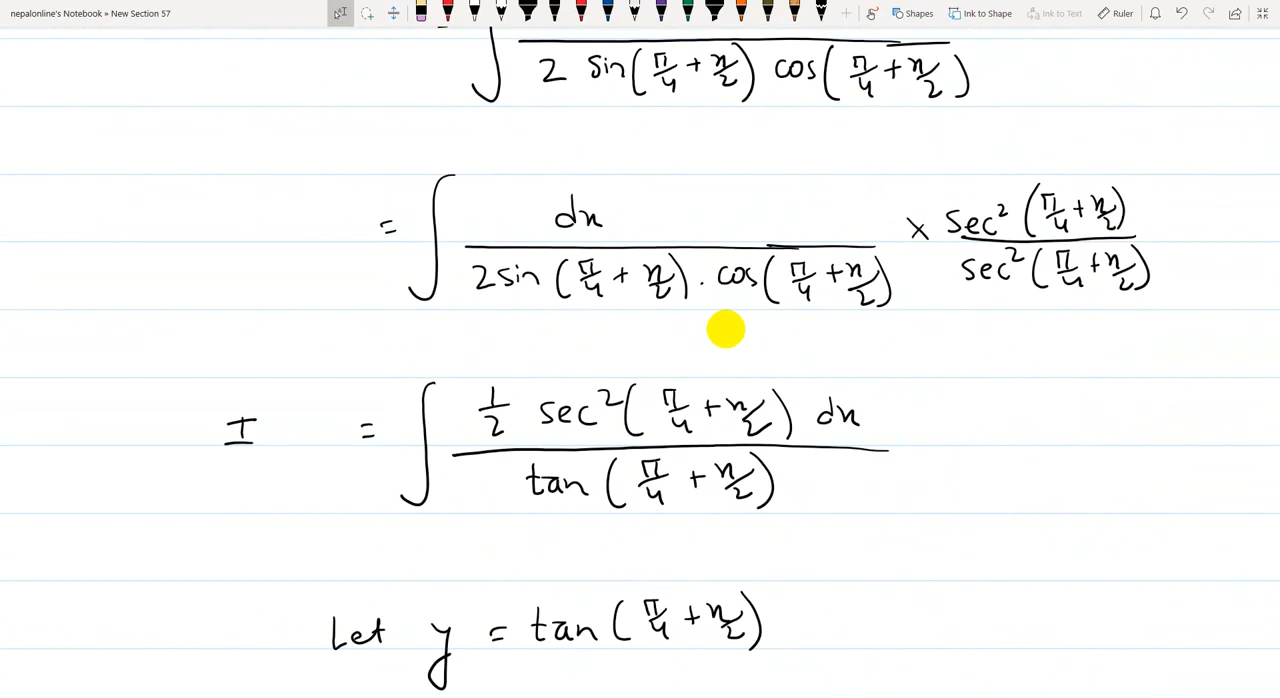 nepalonline's Notebook » New Section 57
Shapes Ink to Shape Ink to Text Ruler
∫ 2 sin(π/4 + x/2) cos(π/4 + x/2)
= ∫ dx / (2 sin(π/4 + x/2) . cos(π/4 + x/2)) × sec²(π/4 + x/2) / sec²(π/4 + x/2)
I = ∫ 1/2 sec²(π/4 + x/2) dx / tan(π/4 + x/2)
Let y = tan(π/4 + x/2)